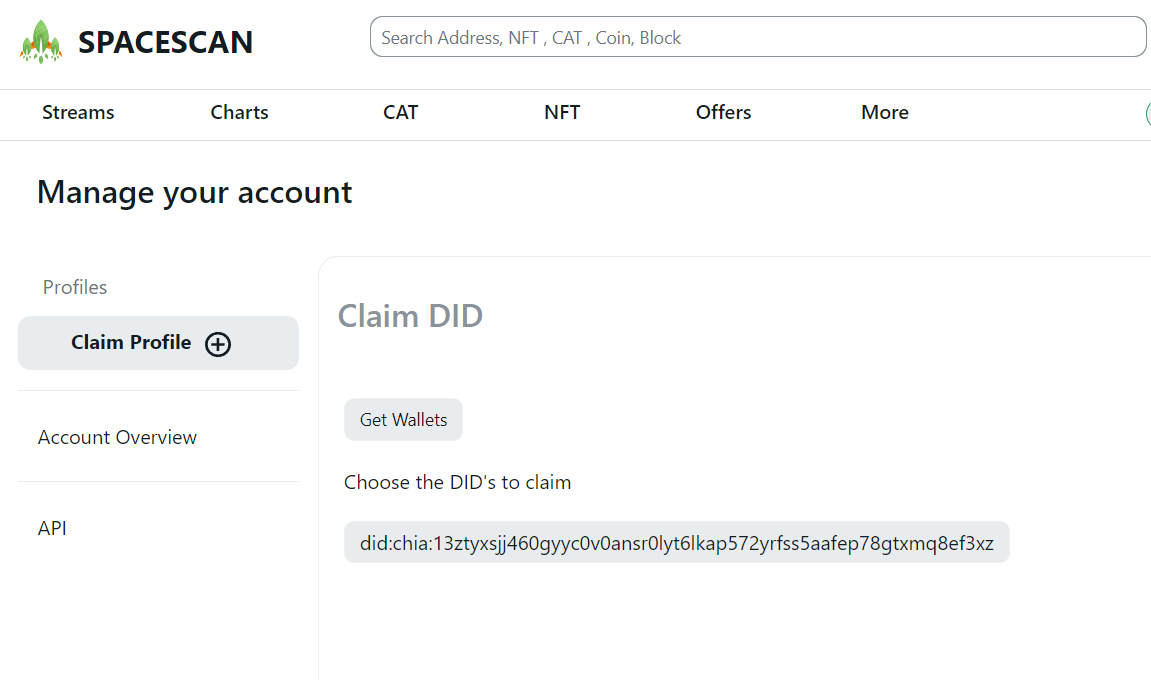 SPACESCAN
Search Address, NFT , CAT , Coin, Block
Streams Charts CAT NFT Offers More
Manage your account
Profiles
Claim Profile
Account Overview
API
Claim DID
Get Wallets
Choose the DID's to claim
did:chia:13ztyxsjj460gyyc0v0ansr0lyt6lkap572yrfss5aafep78gtxmq8ef3xz